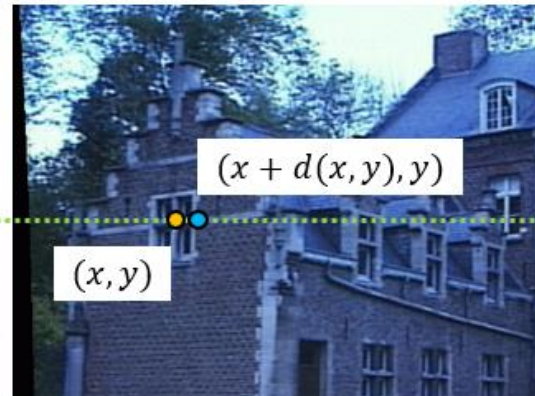 (x + d(x, y), y)
(x, y)